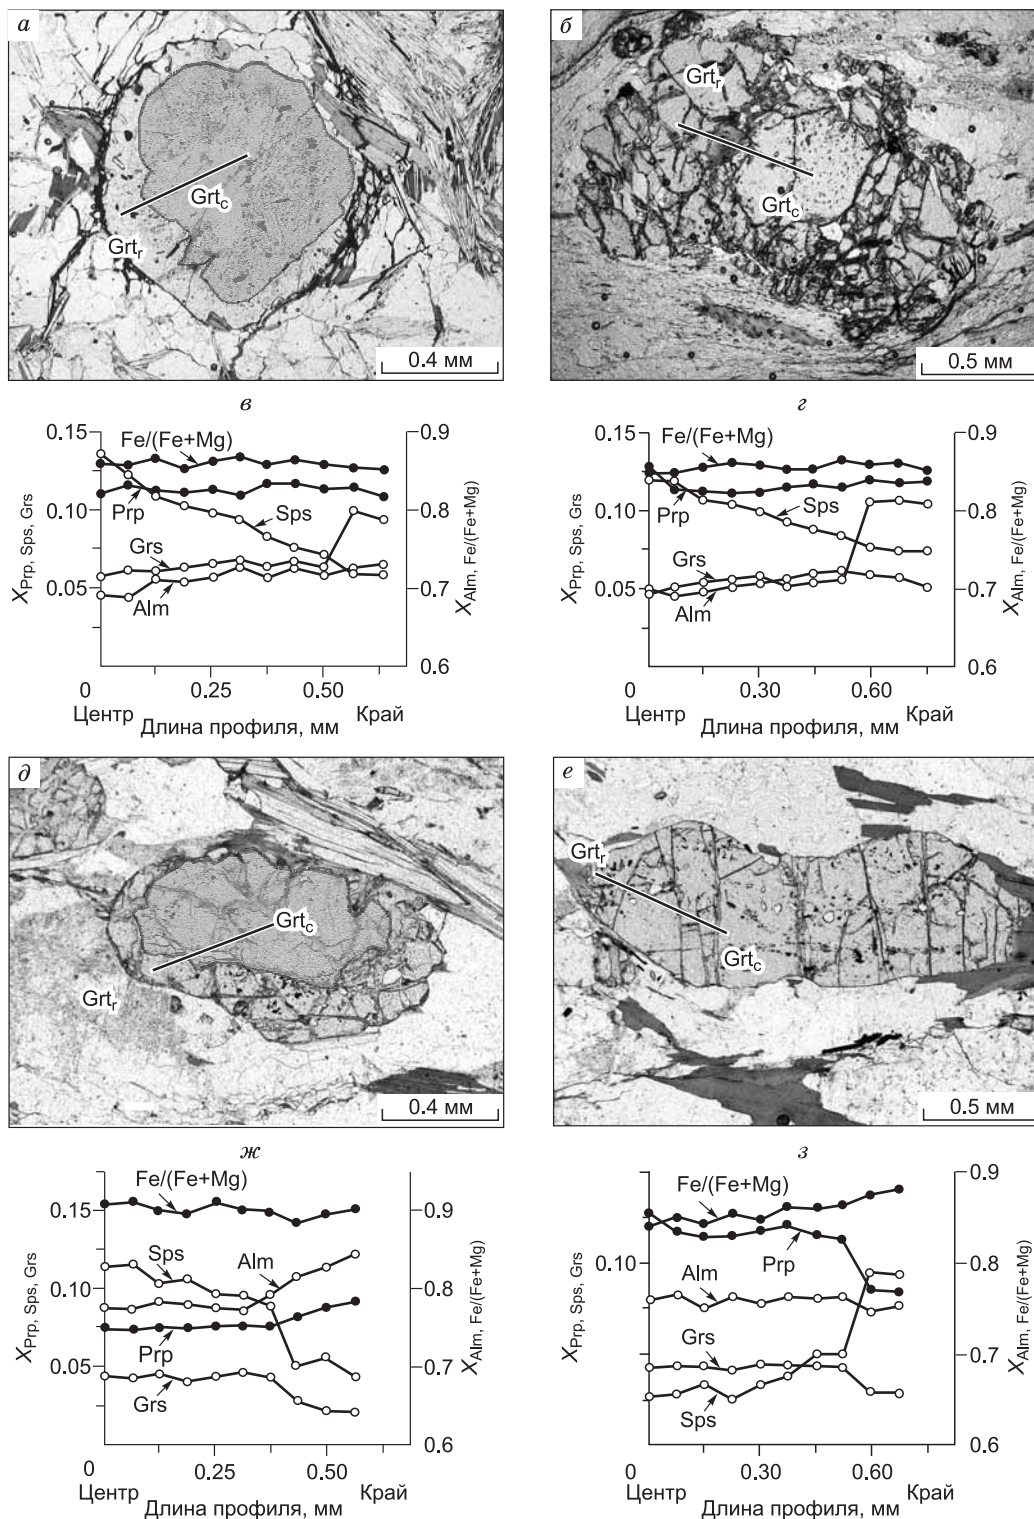 а
Grt_c
Grt_r
0.4 мм
б
Grt_r
Grt_c
0.5 мм
в
0.15
0.10
0.05
X_Prp, Sps, Grs
Fe/(Fe+Mg)
Prp
Sps
Grs
Alm
0.9
0.8
0.7
0.6
X_Alm, Fe/(Fe+Mg)
0 0.25 0.50
Центр Край
Длина профиля, мм
г
0.15
0.10
0.05
X_Prp, Sps, Grs
Fe/(Fe+Mg)
Prp
Sps
Grs
Alm
0.9
0.8
0.7
0.6
X_Alm, Fe/(Fe+Mg)
0 0.30 0.60
Центр Край
Длина профиля, мм
д
Grt_c
Grt_r
0.4 мм
е
Grt_r
Grt_c
0.5 мм
ж
0.15
0.10
0.05
X_Prp, Sps, Grs
Fe/(Fe+Mg)
Sps
Alm
Prp
Grs
0.9
0.8
0.7
0.6
X_Alm, Fe/(Fe+Mg)
0 0.25 0.50
Центр Край
Длина профиля, мм
з
0.10
X_Prp, Sps, Grs
Fe/(Fe+Mg)
Prp
Alm
Grs
Sps
0.9
0.8
0.7
0.6
X_Alm, Fe/(Fe+Mg)
0 0.30 0.60
Центр Край
Длина профиля, мм